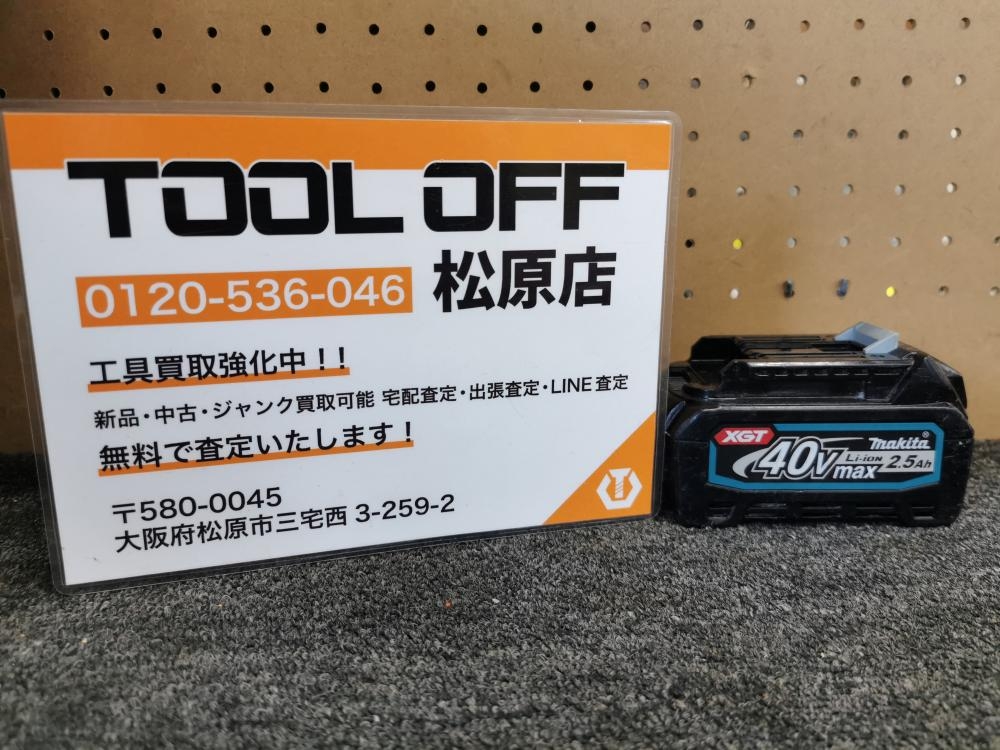 TOOL OFF
0120-536-046 松原店
工具買取強化中！！
新品・中古・ジャンク買取可能 宅配査定・出張査定・LINE査定
無料で査定いたします！
〒580-0045
大阪府松原市三宅西 3-259-2
XGT
40Vmax
Li-ion
makita®
2.5Ah